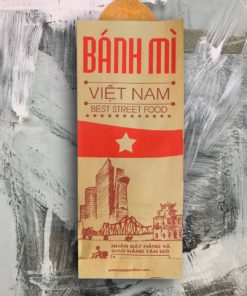 BÁNH MÌ
VIỆT NAM
BEST STREET FOOD
NHẬN ĐẶT HÀNG VÀ
GIAO HÀNG TẬN NƠI